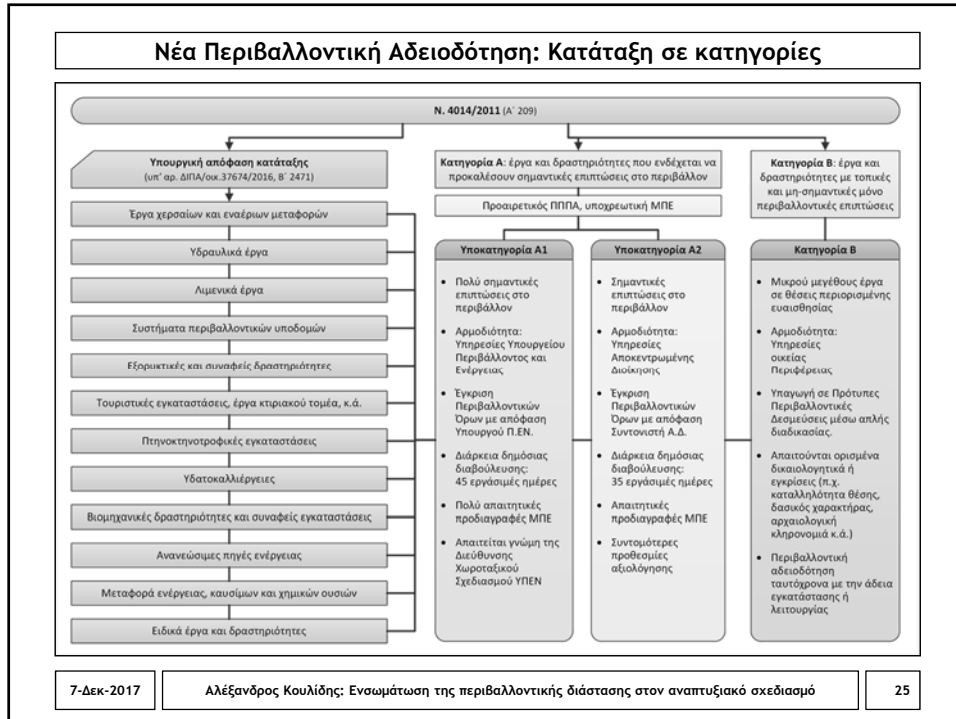 Νέα Περιβαλλοντική Αδειοδότηση: Κατάταξη σε κατηγορίες
Ν. 4014/2011 (Α΄ 209)
Υπουργική απόφαση κατάταξης
(υπ’ αρ. ΔΙΠΑ/οικ.37674/2016, Β΄ 2471)
Έργα χερσαίων και εναέριων μεταφορών
Υδραυλικά έργα
Λιμενικά έργα
Συστήματα περιβαλλοντικών υποδομών
Εξορυκτικές και συναφείς δραστηριότητες
Τουριστικές εγκαταστάσεις, έργα κτιριακού τομέα, κ.ά.
Πτηνοκτηνοτροφικές εγκαταστάσεις
Υδατοκαλλιέργειες
Βιομηχανικές δραστηριότητες και συναφείς εγκαταστάσεις
Ανανεώσιμες πηγές ενέργειας
Μεταφορά ενέργειας, καυσίμων και χημικών ουσιών
Ειδικά έργα και δραστηριότητες
Κατηγορία Α: έργα και δραστηριότητες που ενδέχεται να
προκαλέσουν σημαντικές επιπτώσεις στο περιβάλλον
Προαιρετικός ΠΠΠΑ, υποχρεωτική ΜΠΕ
Υποκατηγορία Α1
• Πολύ σημαντικές
επιπτώσεις στο
περιβάλλον
• Αρμοδιότητα:
Υπηρεσίες Υπουργείου
Περιβάλλοντος και
Ενέργειας
• Έγκριση
Περιβαλλοντικών
Όρων με απόφαση
Υπουργού Π.ΕΝ.
• Διάρκεια δημόσιας
διαβούλευσης:
45 εργάσιμές ημέρες
• Πολύ απαιτητικές
προδιαγραφές ΜΠΕ
• Απαιτείται γνώμη της
Διεύθυνσης
Χωροταξικού
Σχεδιασμού ΥΠΕΝ
Υποκατηγορία Α2
• Σημαντικές
επιπτώσεις στο
περιβάλλον
• Αρμοδιότητα:
Υπηρεσίες
Αποκεντρωμένης
Διοίκησης
• Έγκριση
Περιβαλλοντικών
Όρων με απόφαση
Συντονιστή Α.Δ.
• Διάρκεια δημόσιας
διαβούλευσης:
35 εργάσιμές ημέρες
• Απαιτητικές
προδιαγραφές ΜΠΕ
• Συντομότερες
προθεσμίες
αξιολόγησης
Κατηγορία Β: έργα και
δραστηριότητες με τοπικές
και μη-σημαντικές μόνο
περιβαλλοντικές επιπτώσεις
Κατηγορία Β
• Μικρού μεγέθους έργα
σε θέσεις περιορισμένης
ευαισθησίας
• Αρμοδιότητα:
Υπηρεσίες
οικείας
Περιφέρειας
• Υπαγωγή σε Πρότυπες
Περιβαλλοντικές
Δεσμεύσεις μέσω απλής
διαδικασίας.
• Απαιτούνται ορισμένα
δικαιολογητικά ή
εγκρίσεις (π.χ.
καταλληλότητα θέσης,
δασικός χαρακτήρας,
αρχαιολογική
κληρονομιά κ.ά.)
• Περιβαλλοντική
αδειοδότηση
ταυτόχρονα με την άδεια
εγκατάστασης ή
λειτουργίας
7-Δεκ-2017
Αλέξανδρος Κουλίδης: Ενσωμάτωση της περιβαλλοντικής διάστασης στον αναπτυξιακό σχεδιασμό
25